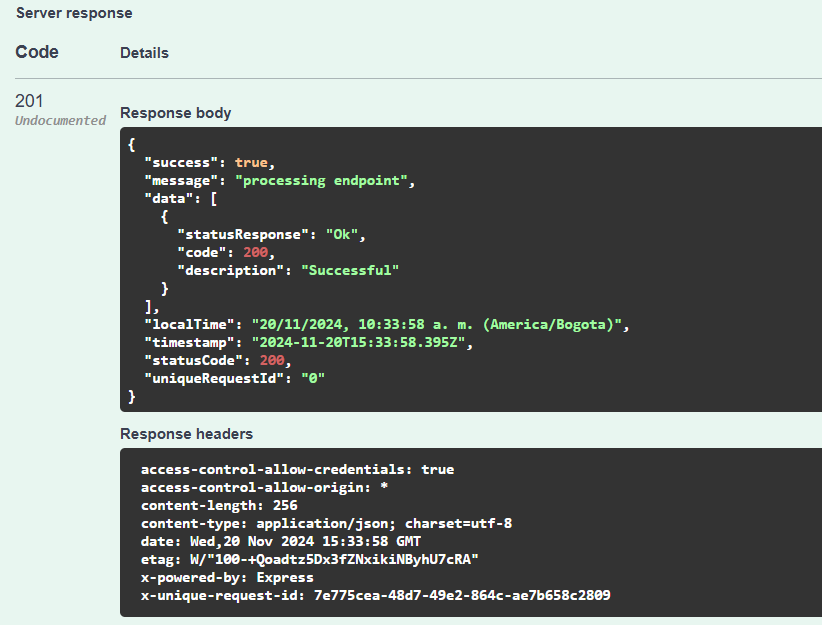 Server response
Code Details
201
Undocumented
Response body
{
  "success": true,
  "message": "processing endpoint",
  "data": [
    {
      "statusResponse": "Ok",
      "code": 200,
      "description": "Successful"
    }
  ],
  "localTime": "20/11/2024, 10:33:58 a. m. (America/Bogota)",
  "timestamp": "2024-11-20T15:33:58.395Z",
  "statusCode": 200,
  "uniqueRequestId": "0"
}
Response headers
access-control-allow-credentials: true
access-control-allow-origin: *
content-length: 256
content-type: application/json; charset=utf-8
date: Wed,20 Nov 2024 15:33:58 GMT
etag: W/"100-+Qoadtz5Dx3fZNxikiNByhU7cRA"
x-powered-by: Express
x-unique-request-id: 7e775cea-48d7-49e2-864c-ae7b658c2809